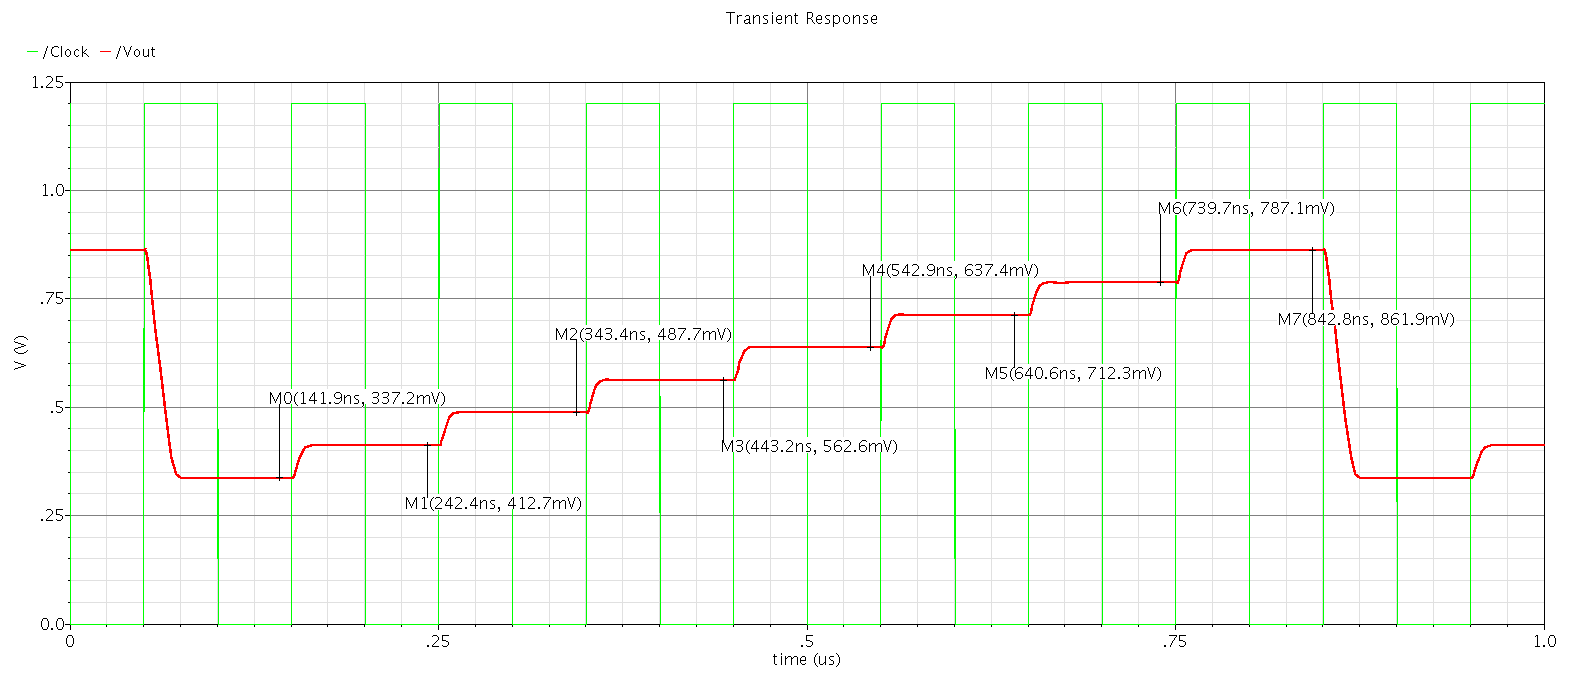 Transient Response
/Clock /Vout
1.25
1.0
.75
.5
.25
0.0
V (V)
M6(739.7ns, 787.1mV)
M4(542.9ns, 637.4mV)
M7(842.8ns, 861.9mV)
M2(343.4ns, 487.7mV)
M5(640.6ns, 712.3mV)
M0(141.9ns, 337.2mV)
M3(443.2ns, 562.6mV)
M1(242.4ns, 412.7mV)
0 .25 .5 .75 1.0
time (us)